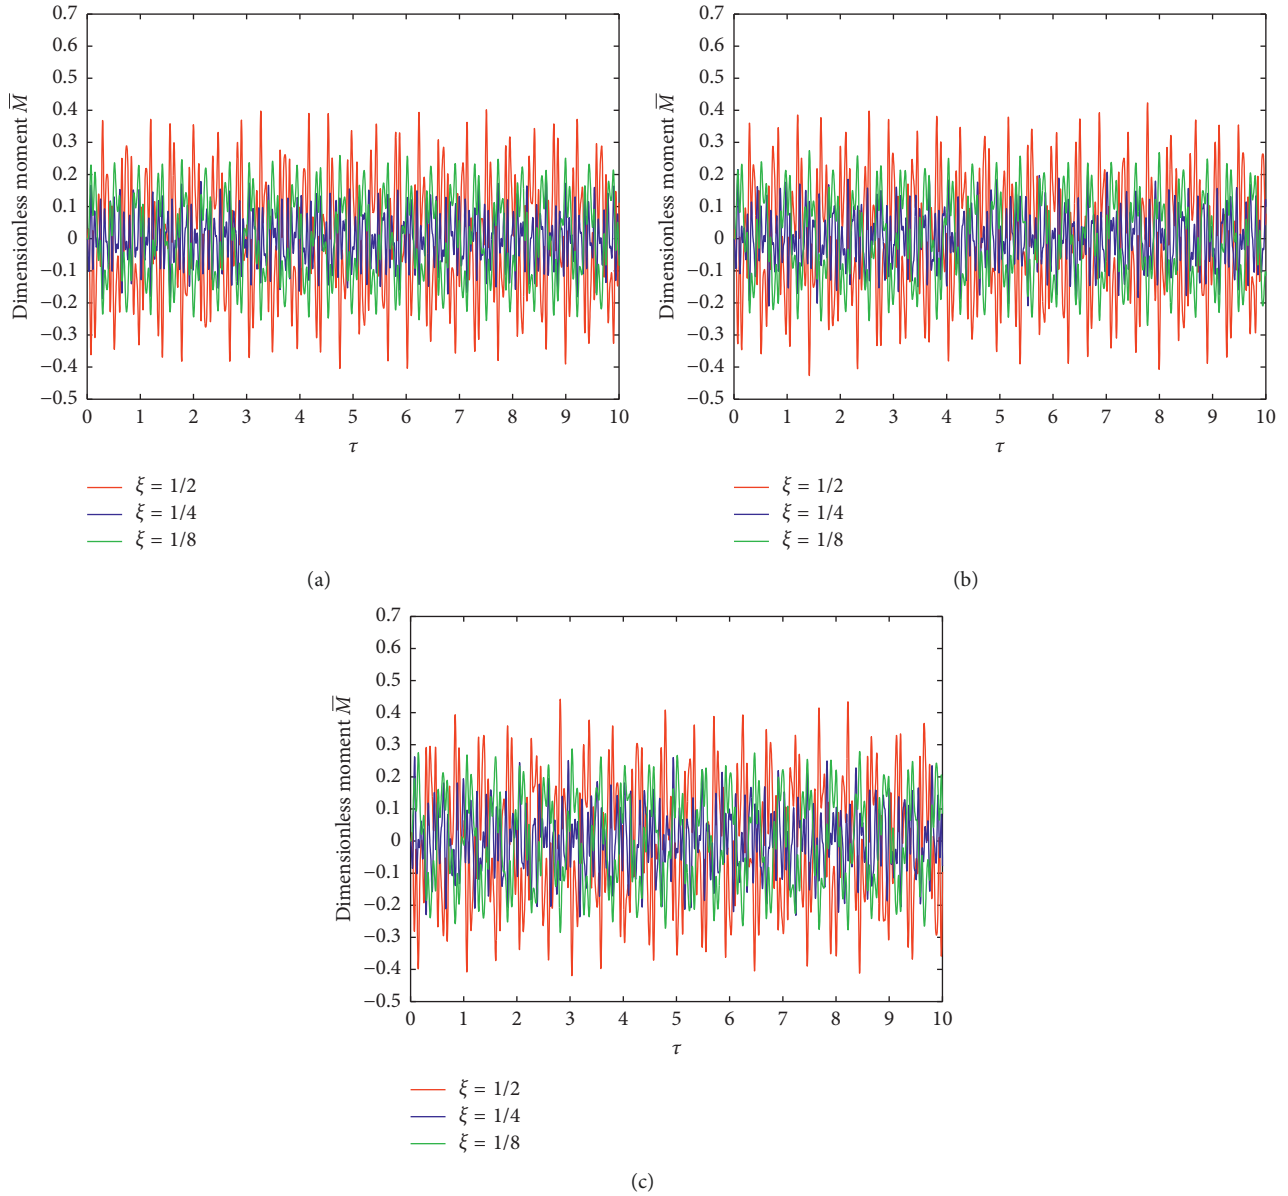 0.7
0.6
0.5
0.4
0.3
0.2
0.1
0
−0.1
−0.2
−0.3
−0.4
−0.5
Dimensionless moment M̅
0 1 2 3 4 5 6 7 8 9 10
τ
ξ = 1/2
ξ = 1/4
ξ = 1/8
(a)
0.7
0.6
0.5
0.4
0.3
0.2
0.1
0
−0.1
−0.2
−0.3
−0.4
−0.5
Dimensionless moment M̅
0 1 2 3 4 5 6 7 8 9 10
τ
ξ = 1/2
ξ = 1/4
ξ = 1/8
(b)
0.7
0.6
0.5
0.4
0.3
0.2
0.1
0
−0.1
−0.2
−0.3
−0.4
−0.5
Dimensionless moment M̅
0 1 2 3 4 5 6 7 8 9 10
τ
ξ = 1/2
ξ = 1/4
ξ = 1/8
(c)